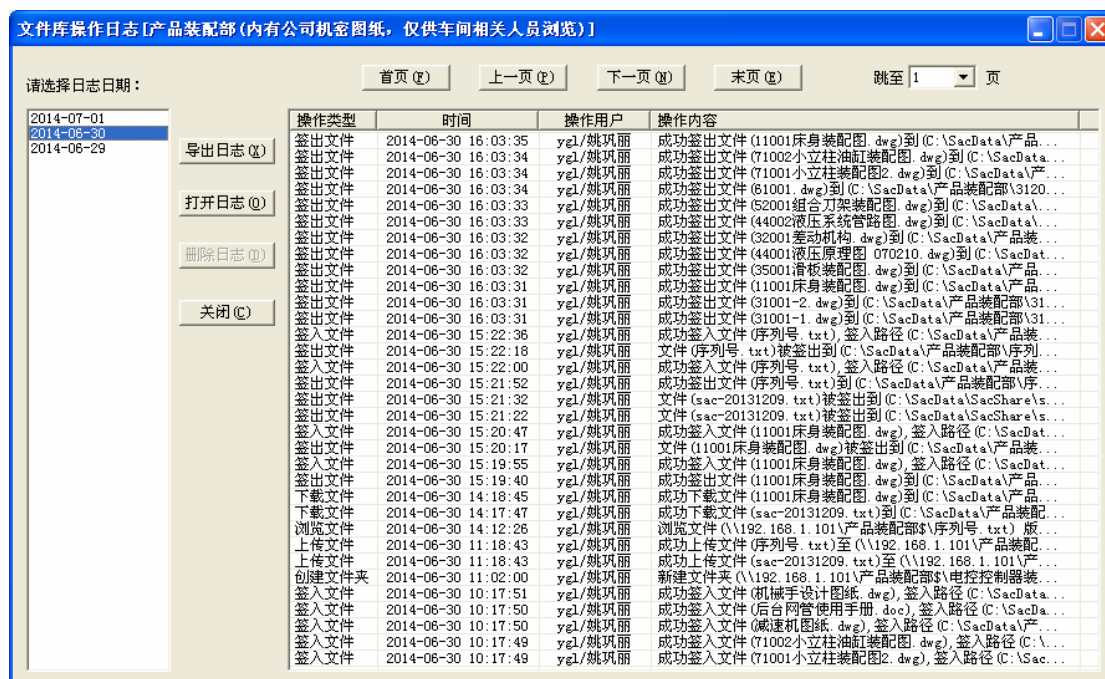 文件库操作日志[产品装配部(内有公司机密图纸，仅供车间相关人员浏览)]
首页(F) 上一页(P) 下一页(N) 末页(E) 跳至 1 页
请选择日志日期：
2014-07-01
2014-06-30
2014-06-29
导出日志(X)
打开日志(O)
删除日志(D)
关闭(C)
操作类型 时间 操作用户 操作内容
签出文件 2014-06-30 16:03:35 ygl/姚巩丽 成功签出文件(11001床身装配图.dwg)到(C:\SacData\产品...
签出文件 2014-06-30 16:03:34 ygl/姚巩丽 成功签出文件(71002小立柱油缸装配图.dwg)到(C:\SacData...
签出文件 2014-06-30 16:03:34 ygl/姚巩丽 成功签出文件(71001小立柱装配图2.dwg)到(C:\SacData\产...
签出文件 2014-06-30 16:03:34 ygl/姚巩丽 成功签出文件(61001.dwg)到(C:\SacData\产品装配部\3120...
签出文件 2014-06-30 16:03:33 ygl/姚巩丽 成功签出文件(52001组合刀架装配图.dwg)到(C:\SacData\...
签出文件 2014-06-30 16:03:33 ygl/姚巩丽 成功签出文件(44002液压系统管路图.dwg)到(C:\SacData\...
签出文件 2014-06-30 16:03:32 ygl/姚巩丽 成功签出文件(32001差动机构.dwg)到(C:\SacData\产品装...
签出文件 2014-06-30 16:03:32 ygl/姚巩丽 成功签出文件(44001液压原理图 070210.dwg)到(C:\SacDat...
签出文件 2014-06-30 16:03:32 ygl/姚巩丽 成功签出文件(35001滑板装配图.dwg)到(C:\SacData\产品...
签出文件 2014-06-30 16:03:31 ygl/姚巩丽 成功签出文件(11001床身装配图.dwg)到(C:\SacData\产品...
签出文件 2014-06-30 16:03:31 ygl/姚巩丽 成功签出文件(31001-2.dwg)到(C:\SacData\产品装配部\31...
签出文件 2014-06-30 16:03:31 ygl/姚巩丽 成功签出文件(31001-1.dwg)到(C:\SacData\产品装配部\31...
签入文件 2014-06-30 15:22:36 ygl/姚巩丽 成功签入文件(序列号.txt),签入路径(C:\SacData\产品装...
签出文件 2014-06-30 15:22:18 ygl/姚巩丽 文件(序列号.txt)被签出到(C:\SacData\产品装配部\序列...
签入文件 2014-06-30 15:22:00 ygl/姚巩丽 成功签入文件(序列号.txt),签入路径(C:\SacData\产品装...
签出文件 2014-06-30 15:21:52 ygl/姚巩丽 成功签出文件(序列号.txt)到(C:\SacData\产品装配部\序...
签出文件 2014-06-30 15:21:32 ygl/姚巩丽 文件(sac-20131209.txt)被签出到(C:\SacData\SacShare\s...
签出文件 2014-06-30 15:21:22 ygl/姚巩丽 文件(sac-20131209.txt)被签出到(C:\SacData\SacShare\s...
签入文件 2014-06-30 15:20:47 ygl/姚巩丽 成功签入文件(11001床身装配图.dwg),签入路径(C:\SacDat...
签出文件 2014-06-30 15:20:17 ygl/姚巩丽 文件(11001床身装配图.dwg)被签出到(C:\SacData\产品装...
签入文件 2014-06-30 15:19:55 ygl/姚巩丽 成功签入文件(11001床身装配图.dwg),签入路径(C:\SacDat...
签出文件 2014-06-30 15:19:40 ygl/姚巩丽 成功签出文件(11001床身装配图.dwg)到(C:\SacData\产品...
下载文件 2014-06-30 14:18:45 ygl/姚巩丽 成功下载文件(11001床身装配图.dwg)到(C:\SacData\产品...
下载文件 2014-06-30 14:17:47 ygl/姚巩丽 成功下载文件(sac-20131209.txt)到(C:\SacData\产品装配...
浏览文件 2014-06-30 14:12:26 ygl/姚巩丽 浏览文件(\\192.168.1.101\产品装配部$\序列号.txt) 版...
上传文件 2014-06-30 11:18:43 ygl/姚巩丽 成功上传文件(序列号.txt)至(\\192.168.1.101\产品装配...
上传文件 2014-06-30 11:18:43 ygl/姚巩丽 成功上传文件(sac-20131209.txt)至(\\192.168.1.101\产...
创建文件夹 2014-06-30 11:02:00 ygl/姚巩丽 新建文件夹(\\192.168.1.101\产品装配部$\电控控制器装...
签入文件 2014-06-30 10:17:51 ygl/姚巩丽 成功签入文件(机械手设计图纸.dwg),签入路径(C:\SacData...
签入文件 2014-06-30 10:17:50 ygl/姚巩丽 成功签入文件(后台网管使用手册.doc),签入路径(C:\SacDa...
签入文件 2014-06-30 10:17:50 ygl/姚巩丽 成功签入文件(减速机图纸.dwg),签入路径(C:\SacData\产...
签入文件 2014-06-30 10:17:49 ygl/姚巩丽 成功签入文件(71002小立柱油缸装配图.dwg),签入路径(C:\...
签入文件 2014-06-30 10:17:49 ygl/姚巩丽 成功签入文件(71001小立柱装配图2.dwg),签入路径(C:\Sac...